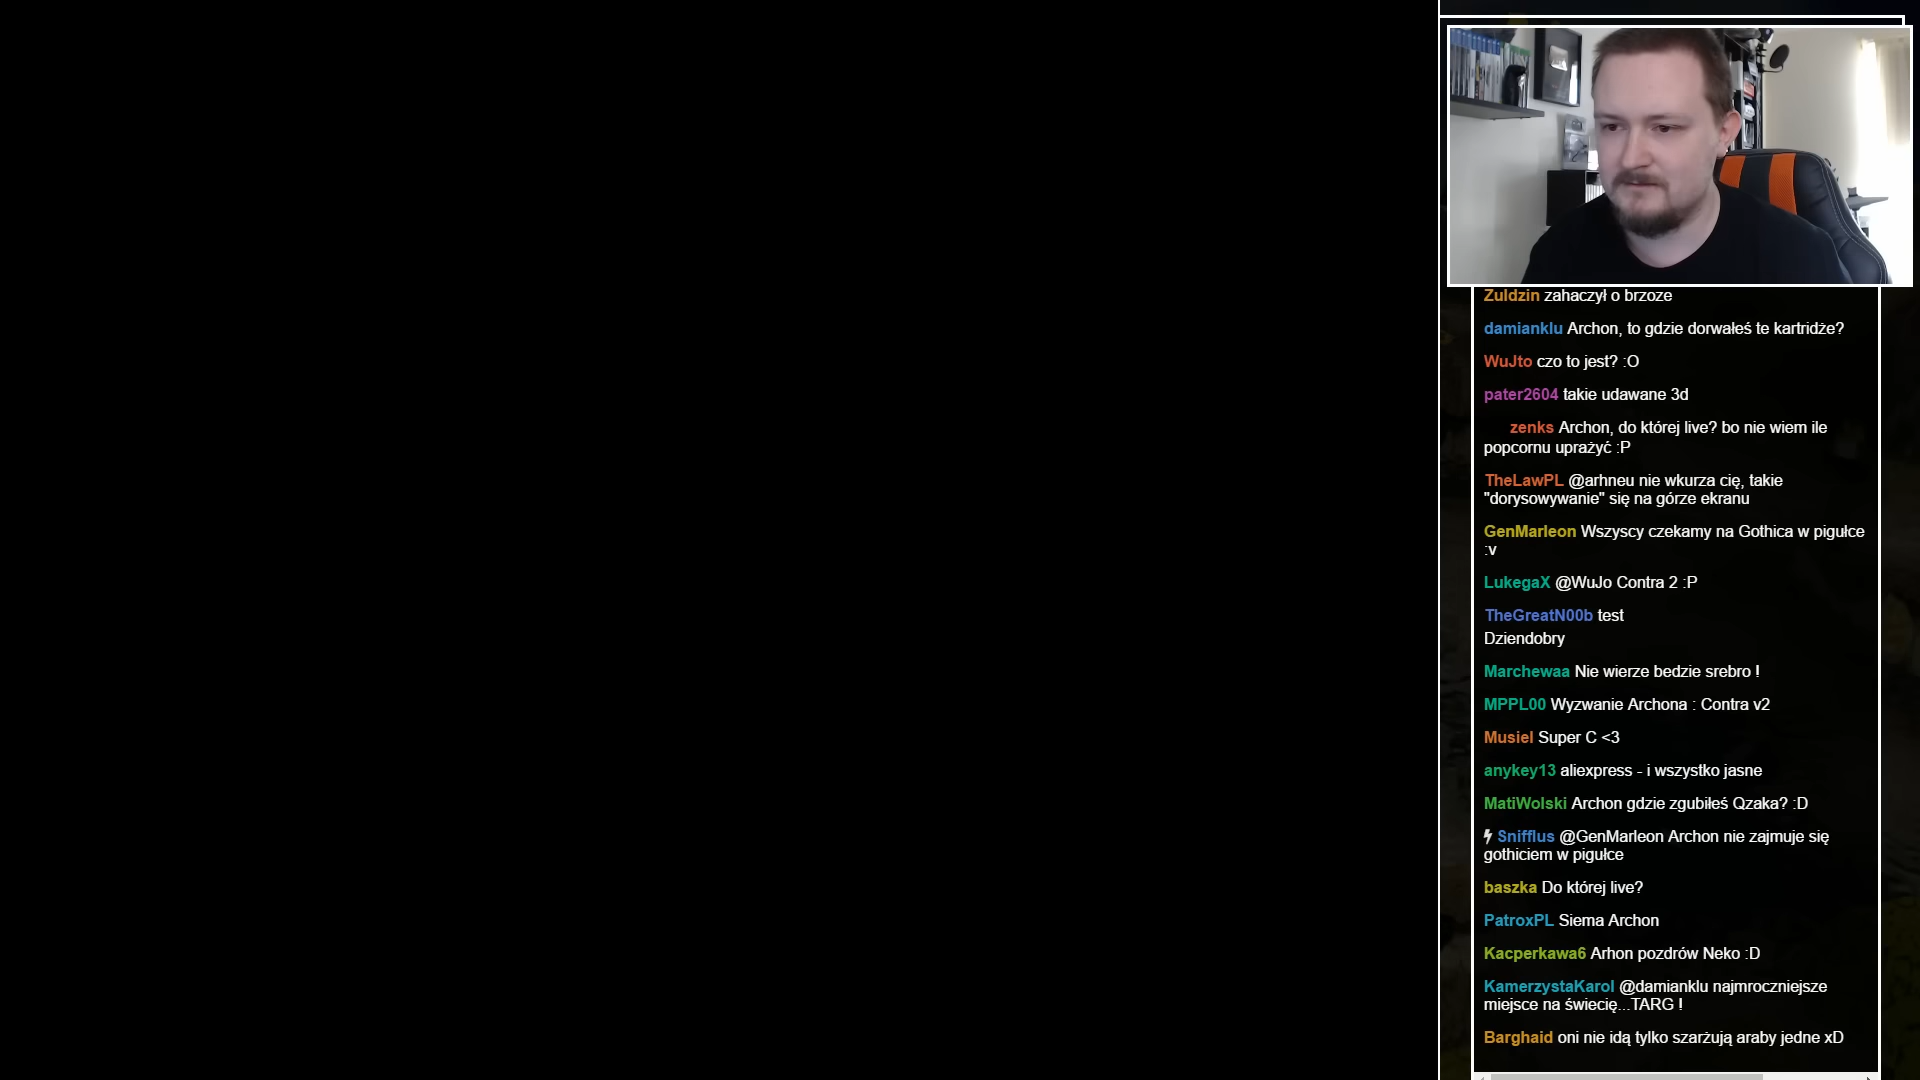 Zuldzin zahaczył o brzoze
damianklu Archon, to gdzie dorwałeś te kartridże?
WuJto czo to jest? :O
pater2604 takie udawane 3d
zenks Archon, do której live? bo nie wiem ile
popcornu uprażyć :P
TheLawPL @arhneu nie wkurza cię, takie
"dorysowywanie" się na górze ekranu
GenMarleon Wszyscy czekamy na Gothica w pigułce
:v
LukegaX @WuJo Contra 2 :P
TheGreatN00b test
Dziendobry
Marchewaa Nie wierze bedzie srebro !
MPPL00 Wyzwanie Archona : Contra v2
Musiel Super C <3
anykey13 aliexpress - i wszystko jasne
MatiWolski Archon gdzie zgubiłeś Qzaka? :D
Snifflus @GenMarleon Archon nie zajmuje się
gothiciem w pigułce
baszka Do której live?
PatroxPL Siema Archon
Kacperkawa6 Arhon pozdrów Neko :D
KamerzystaKarol @damianklu najmroczniejsze
miejsce na świecię...TARG !
Barghaid oni nie idą tylko szarżują araby jedne xD